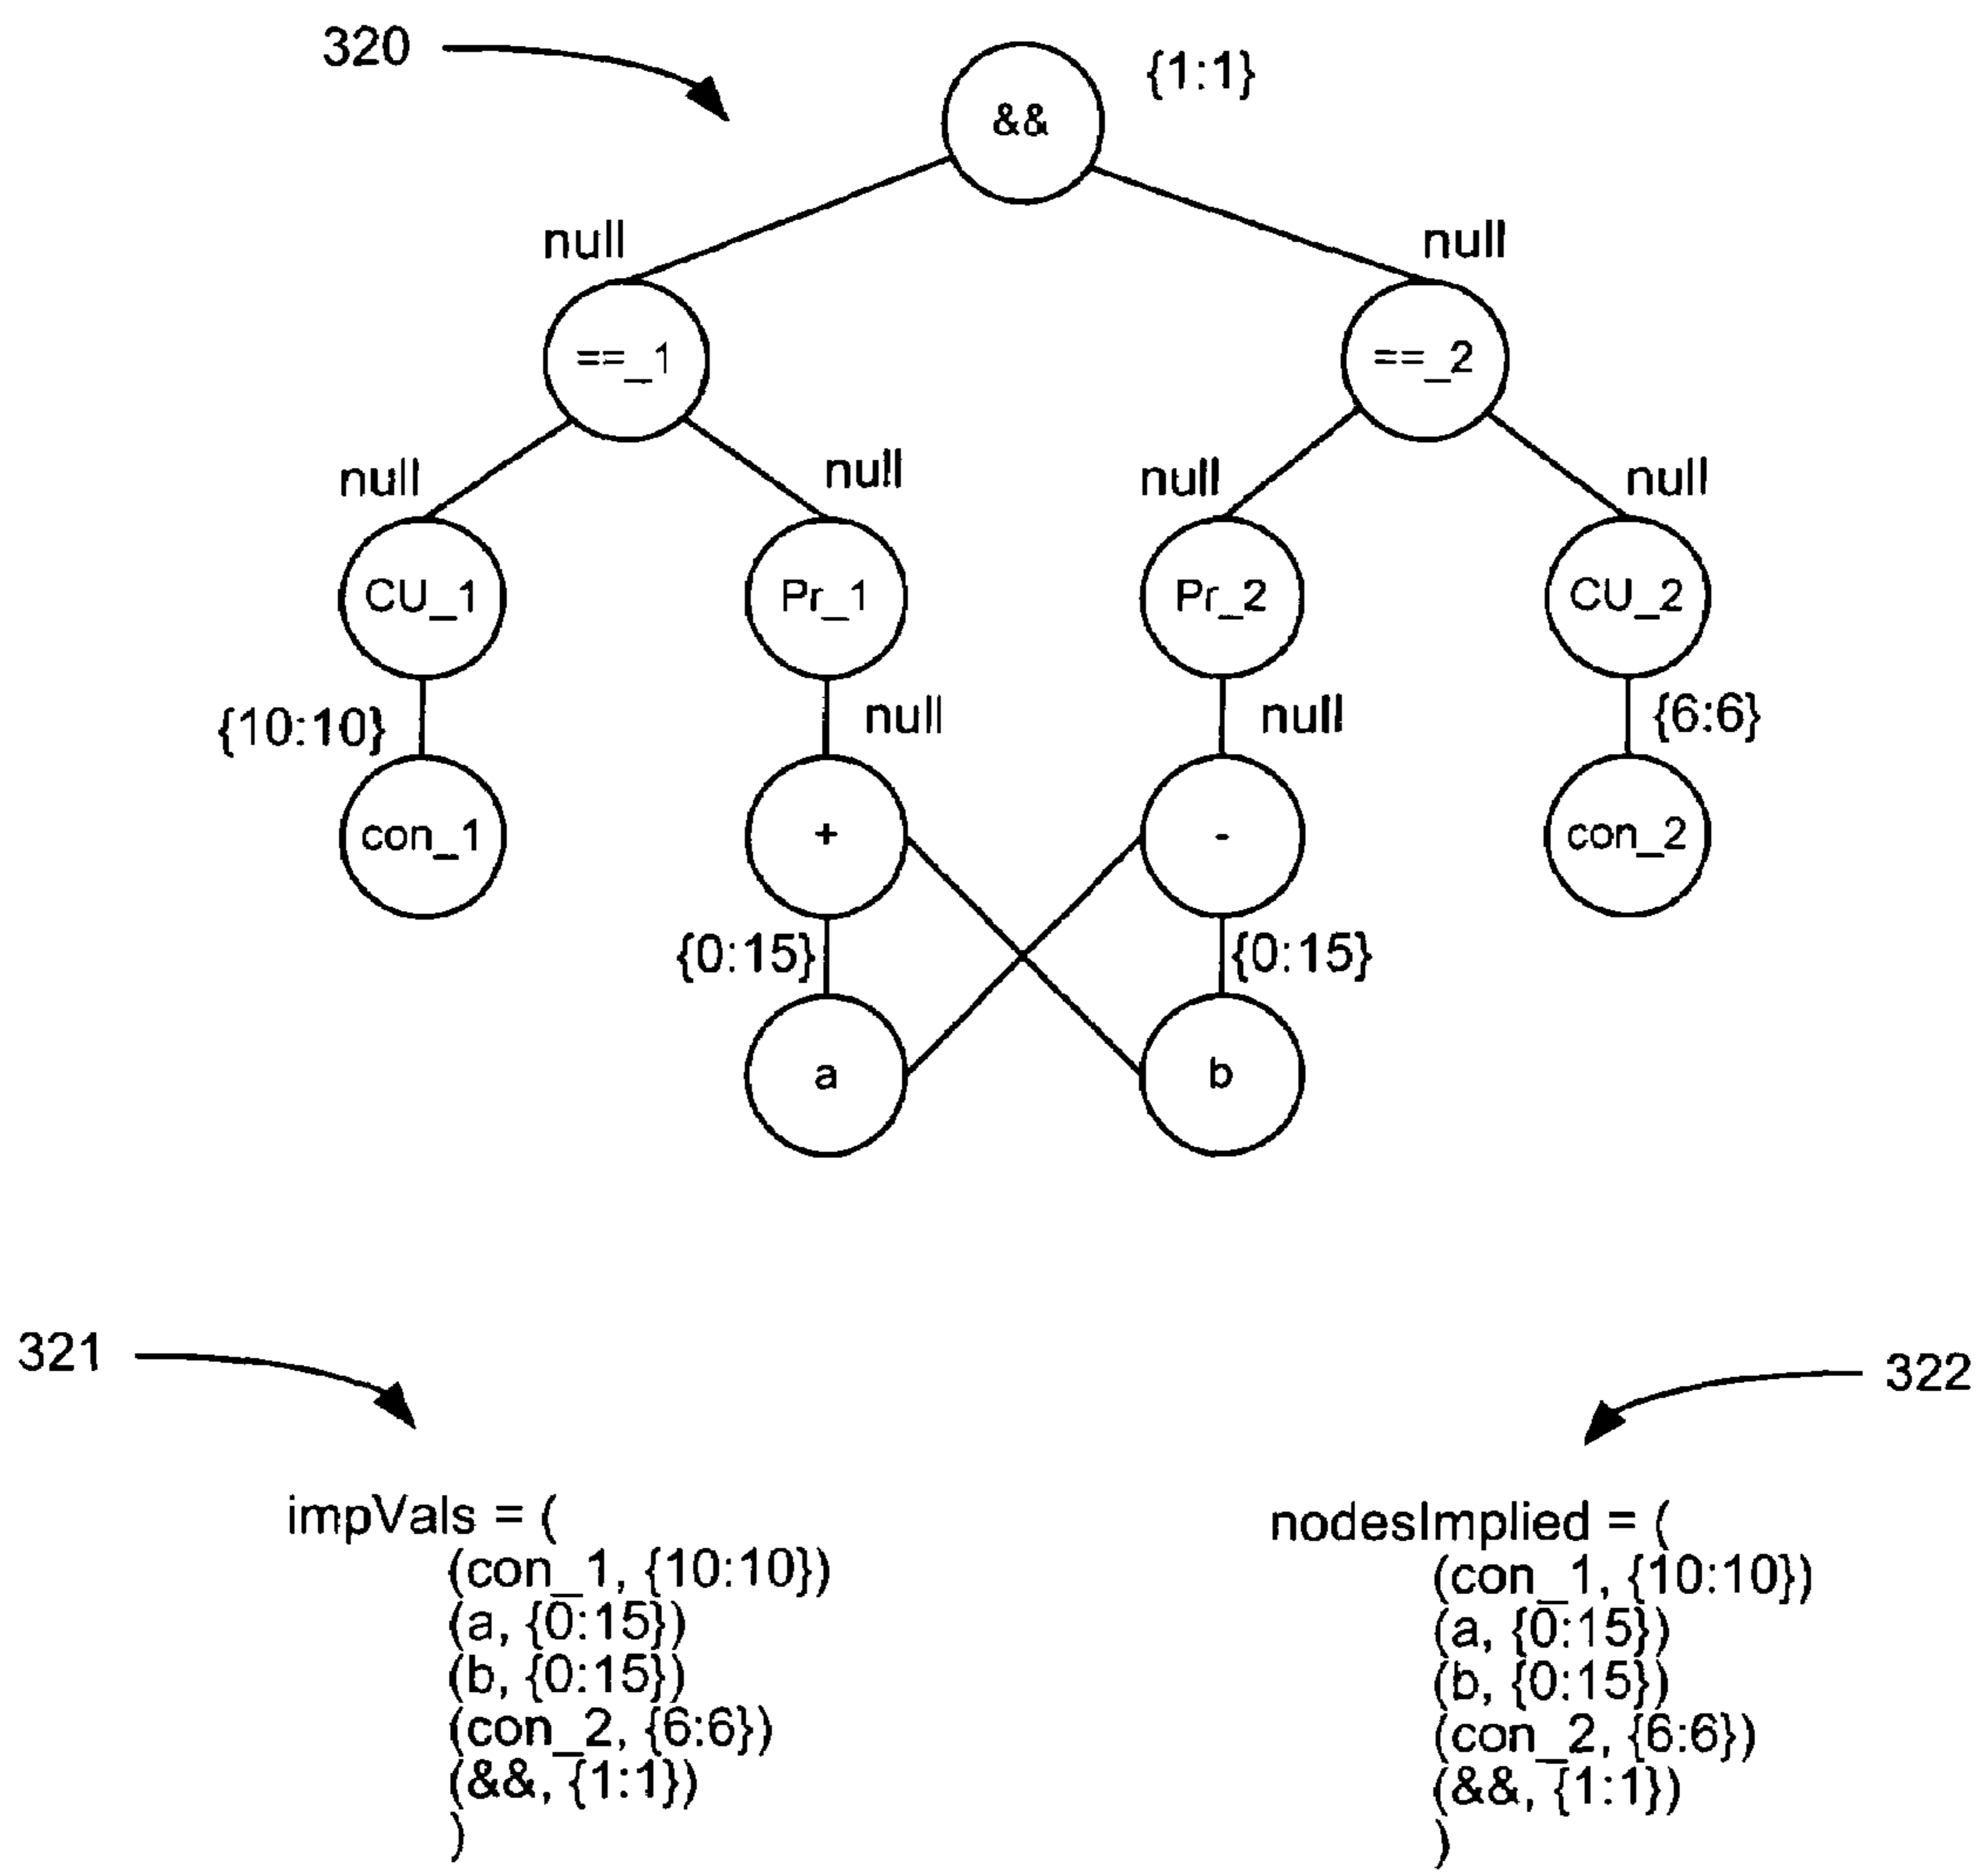 320
{1:1}
&&
null null
==_1 ==_2
null null null null
CU_1 Pr_1 Pr_2 CU_2
{10:10} null null {6:6}
con_1 + - con_2
{0:15} {0:15}
a b
321
322
impVals = (
(con_1, {10:10})
(a, {0:15})
(b, {0:15})
(con_2, {6:6})
(&&, {1:1})
)
nodesImplied = (
(con_1, {10:10})
(a, {0:15})
(b, {0:15})
(con_2, {6:6})
(&&, {1:1})
)